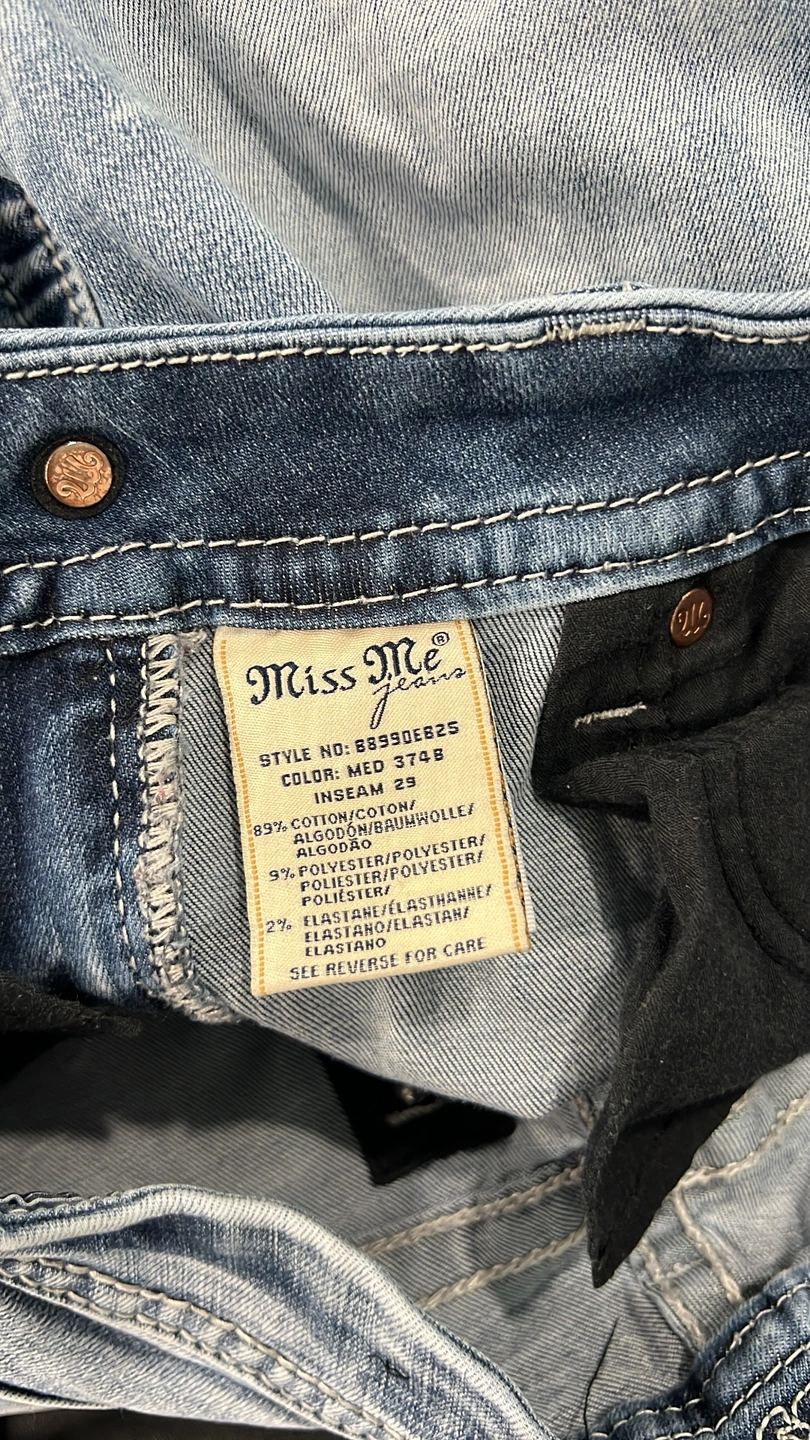 Miss Me®
jeans
STYLE NO: B8990EB25
COLOR: MED 374B
INSEAM 29
89% COTTON/COTON/
ALGODÓN/BAUMWOLLE/
ALGODÃO
9% POLYESTER/POLYESTER/
POLIESTER/POLYESTER/
POLIÉSTER/
2% ELASTANE/ÉLASTHANNE/
ELASTANO/ELASTAN/
ELASTANO
SEE REVERSE FOR CARE